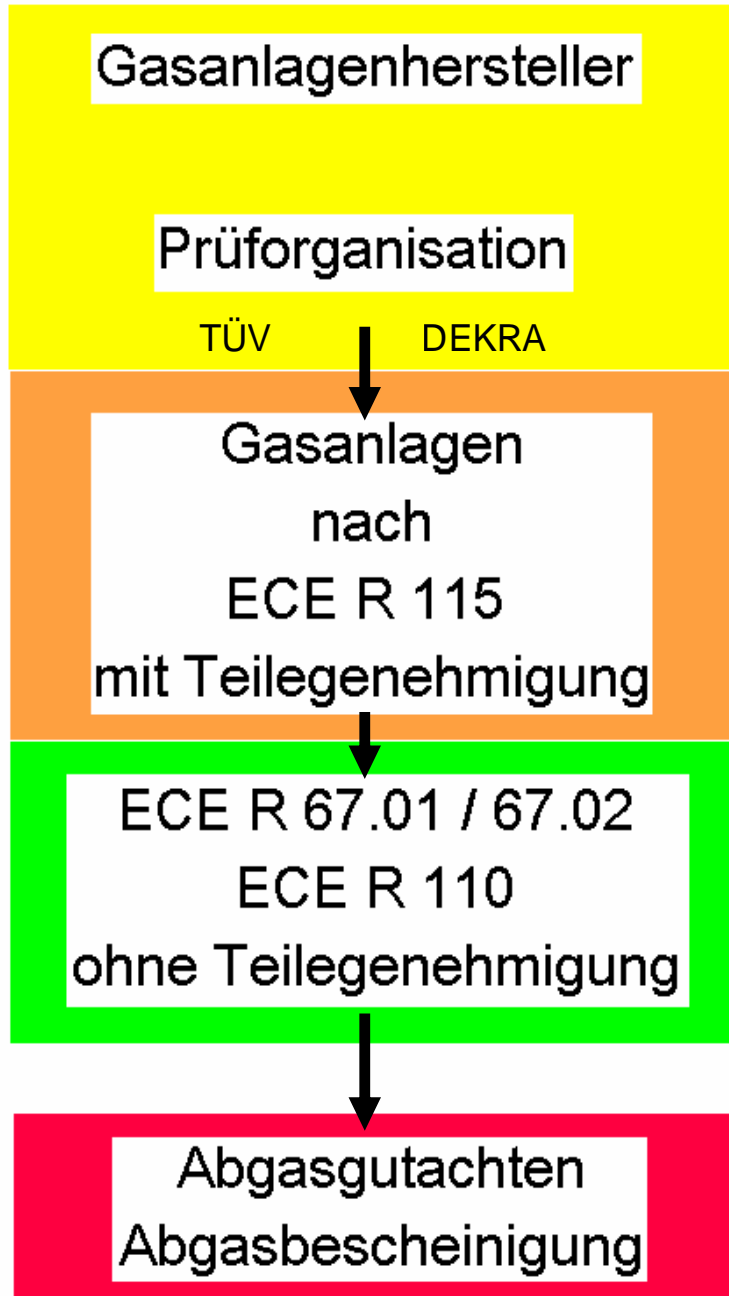 Gasanlagenhersteller
Prüforganisation
TÜV DEKRA
Gasanlagen
nach
ECE R 115
mit Teilegenehmigung
ECE R 67.01 / 67.02
ECE R 110
ohne Teilegenehmigung
Abgasgutachten
Abgasbescheinigung